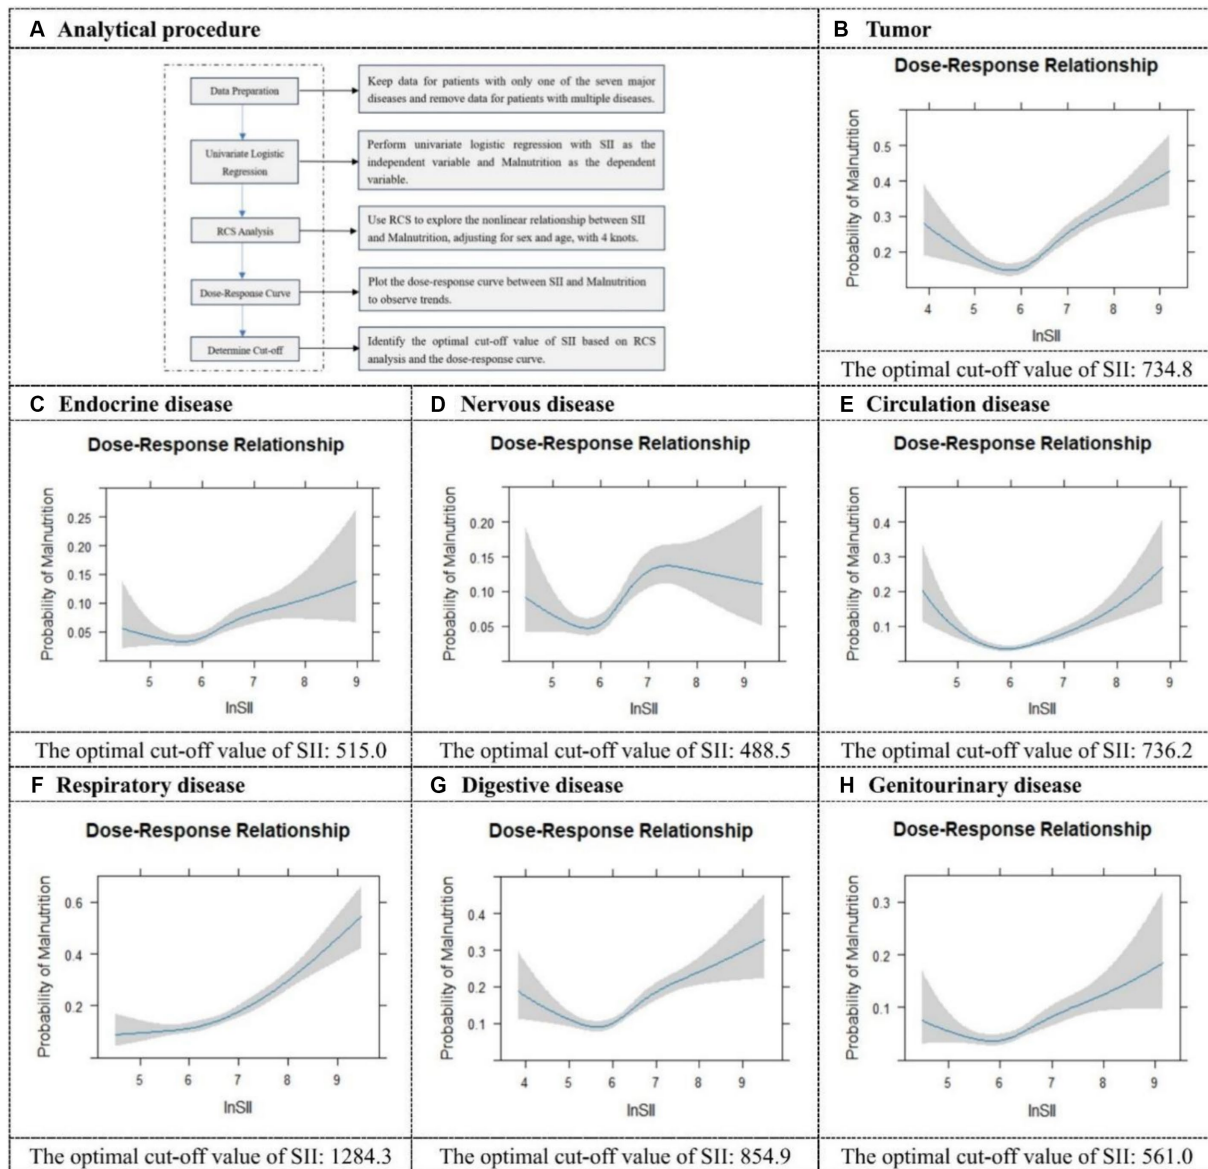 A Analytical procedure
Data Preparation
Keep data for patients with only one of the seven major
diseases and remove data for patients with multiple diseases.
Univariate Logistic
Regression
Perform univariate logistic regression with SII as the
independent variable and Malnutrition as the dependent
variable.
RCS Analysis
Use RCS to explore the nonlinear relationship between SII
and Malnutrition, adjusting for sex and age, with 4 knots.
Dose-Response Curve
Plot the dose-response curve between SII and Malnutrition
to observe trends.
Determine Cut-off
Identify the optimal cut-off value of SII based on RCS
analysis and the dose-response curve.
B Tumor
Dose-Response Relationship
Probability of Malnutrition
0.5
0.4
0.3
0.2
4 5 6 7 8 9
lnSII
The optimal cut-off value of SII: 734.8
C Endocrine disease
Dose-Response Relationship
Probability of Malnutrition
0.25
0.20
0.15
0.10
0.05
5 6 7 8 9
lnSII
The optimal cut-off value of SII: 515.0
D Nervous disease
Dose-Response Relationship
Probability of Malnutrition
0.20
0.15
0.10
0.05
5 6 7 8 9
lnSII
The optimal cut-off value of SII: 488.5
E Circulation disease
Dose-Response Relationship
Probability of Malnutrition
0.4
0.3
0.2
0.1
5 6 7 8 9
lnSII
The optimal cut-off value of SII: 736.2
F Respiratory disease
Dose-Response Relationship
Probability of Malnutrition
0.6
0.4
0.2
5 6 7 8 9
lnSII
The optimal cut-off value of SII: 1284.3
G Digestive disease
Dose-Response Relationship
Probability of Malnutrition
0.4
0.3
0.2
0.1
4 5 6 7 8 9
lnSII
The optimal cut-off value of SII: 854.9
H Genitourinary disease
Dose-Response Relationship
Probability of Malnutrition
0.3
0.2
0.1
5 6 7 8 9
lnSII
The optimal cut-off value of SII: 561.0